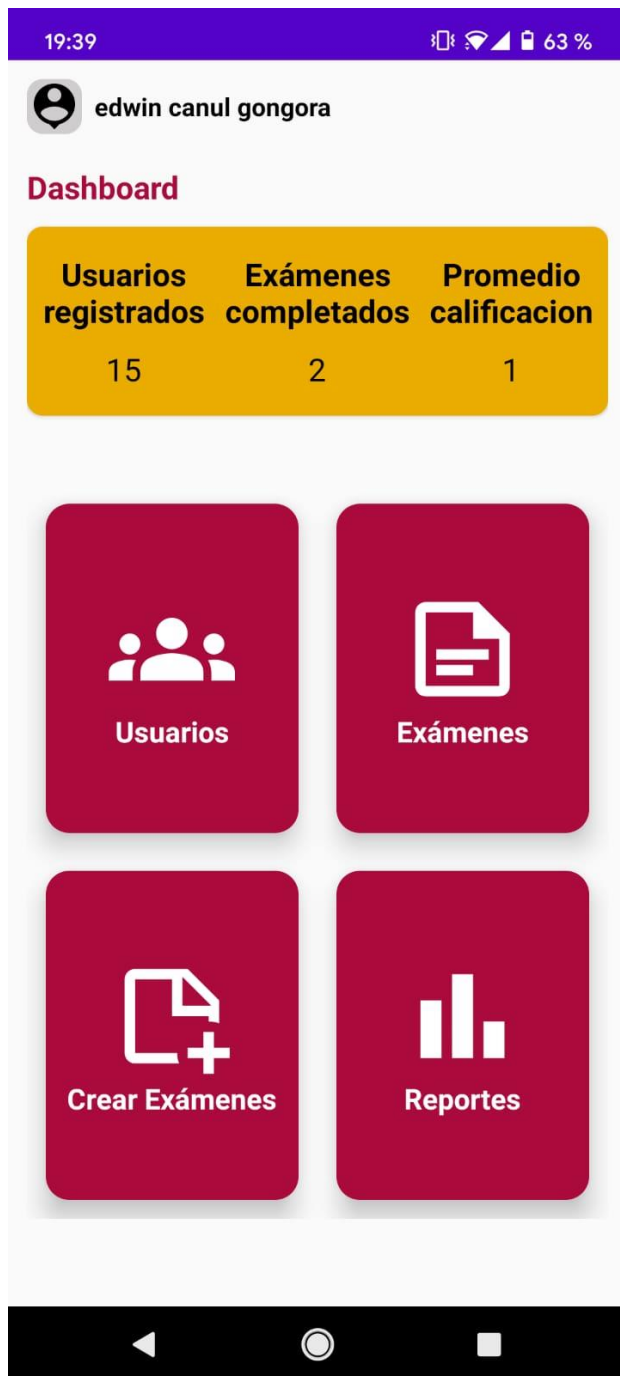 19:39
63 %
edwin canul gongora
Dashboard
Usuarios registrados
Exámenes completados
Promedio calificacion
15
2
1
Usuarios
Exámenes
Crear Exámenes
Reportes